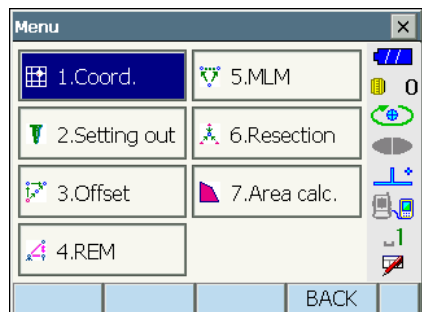 Menu
1.Coord.
5.MLM
0
2.Setting out
6.Resection
3.Offset
7.Area calc.
4.REM
1
BACK